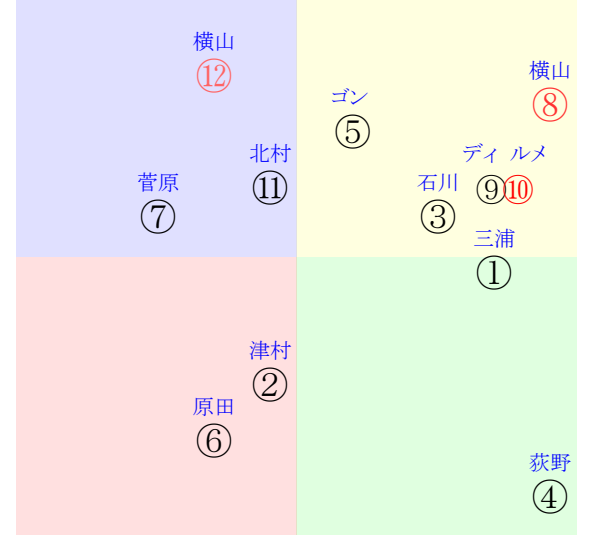 横山
⑫
横山
⑧
ゴン
⑤
北村
⑪
ディ ルメ
⑨⑩
菅原
⑦
石川
③
三浦
①
津村
②
原田
⑥
荻野
④